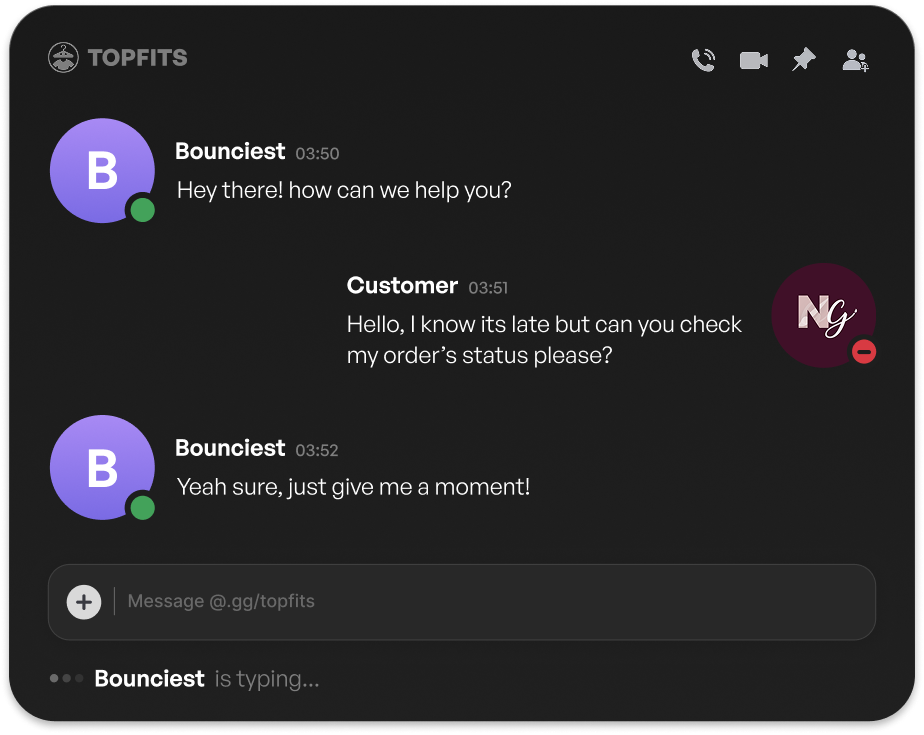 TOPFITS
B
Bounciest 03:50
Hey there! how can we help you?
Customer 03:51
Hello, I know its late but can you check
my order’s status please?
NG
B
Bounciest 03:52
Yeah sure, just give me a moment!
Message @.gg/topfits
Bounciest is typing...